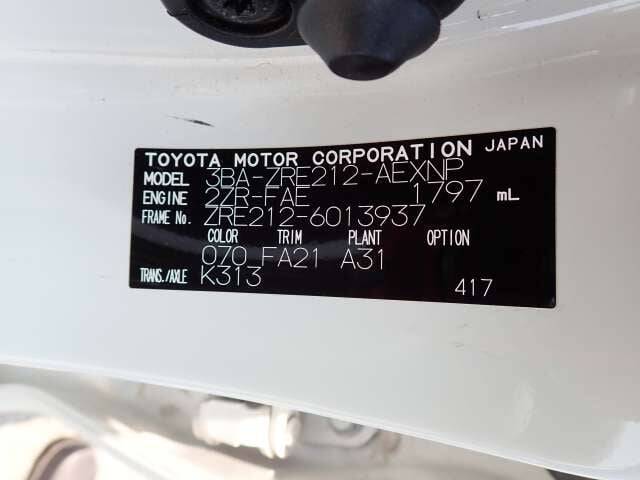 TOYOTA MOTOR CORPORATION JAPAN
MODEL 3BA-ZRE212-AEXNP
ENGINE 2ZR-FAE 1797 mL
FRAME No. ZRE212-6013937
COLOR TRIM PLANT OPTION
070 FA21 A31
TRANS./AXLE K313
417